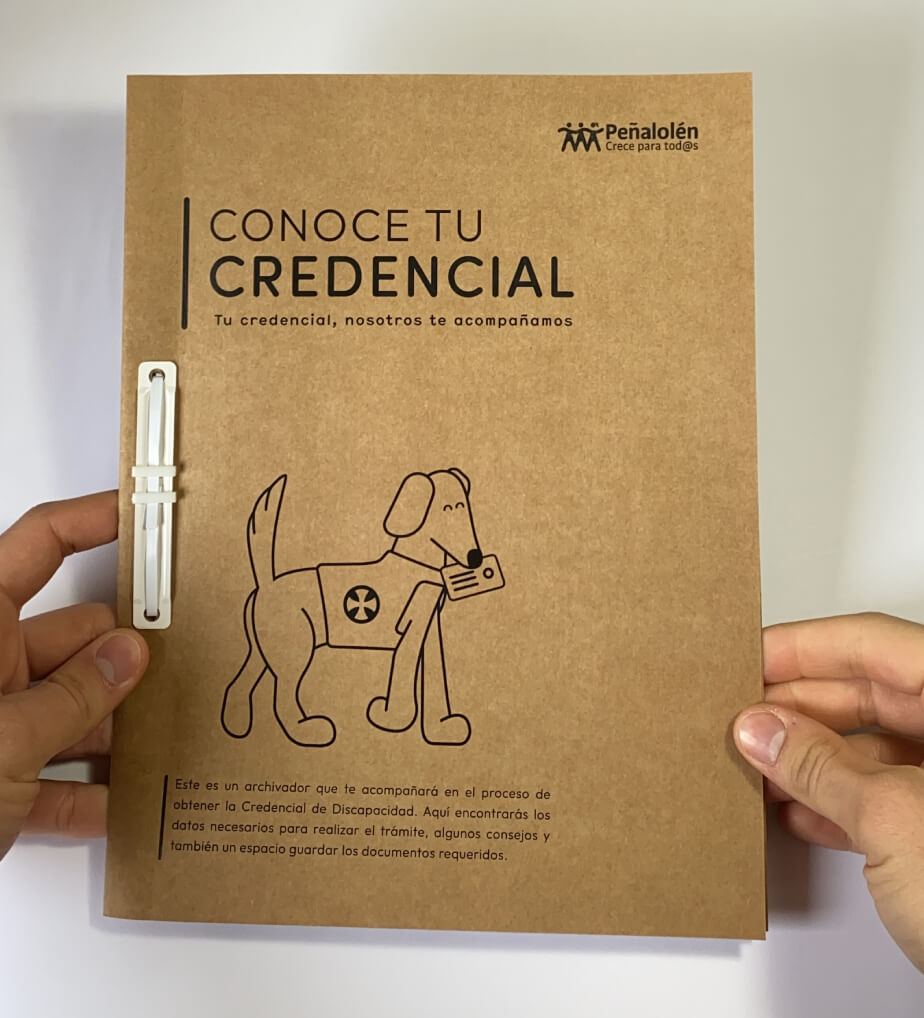 Peñalolén
Crece para tod@s
CONOCE TU
CREDENCIAL
Tu credencial, nosotros te acompañamos
Este es un archivador que te acompañará en el proceso de
obtener la Credencial de Discapacidad. Aquí encontrarás los
datos necesarios para realizar el trámite, algunos consejos y
también un espacio guardar los documentos requeridos.